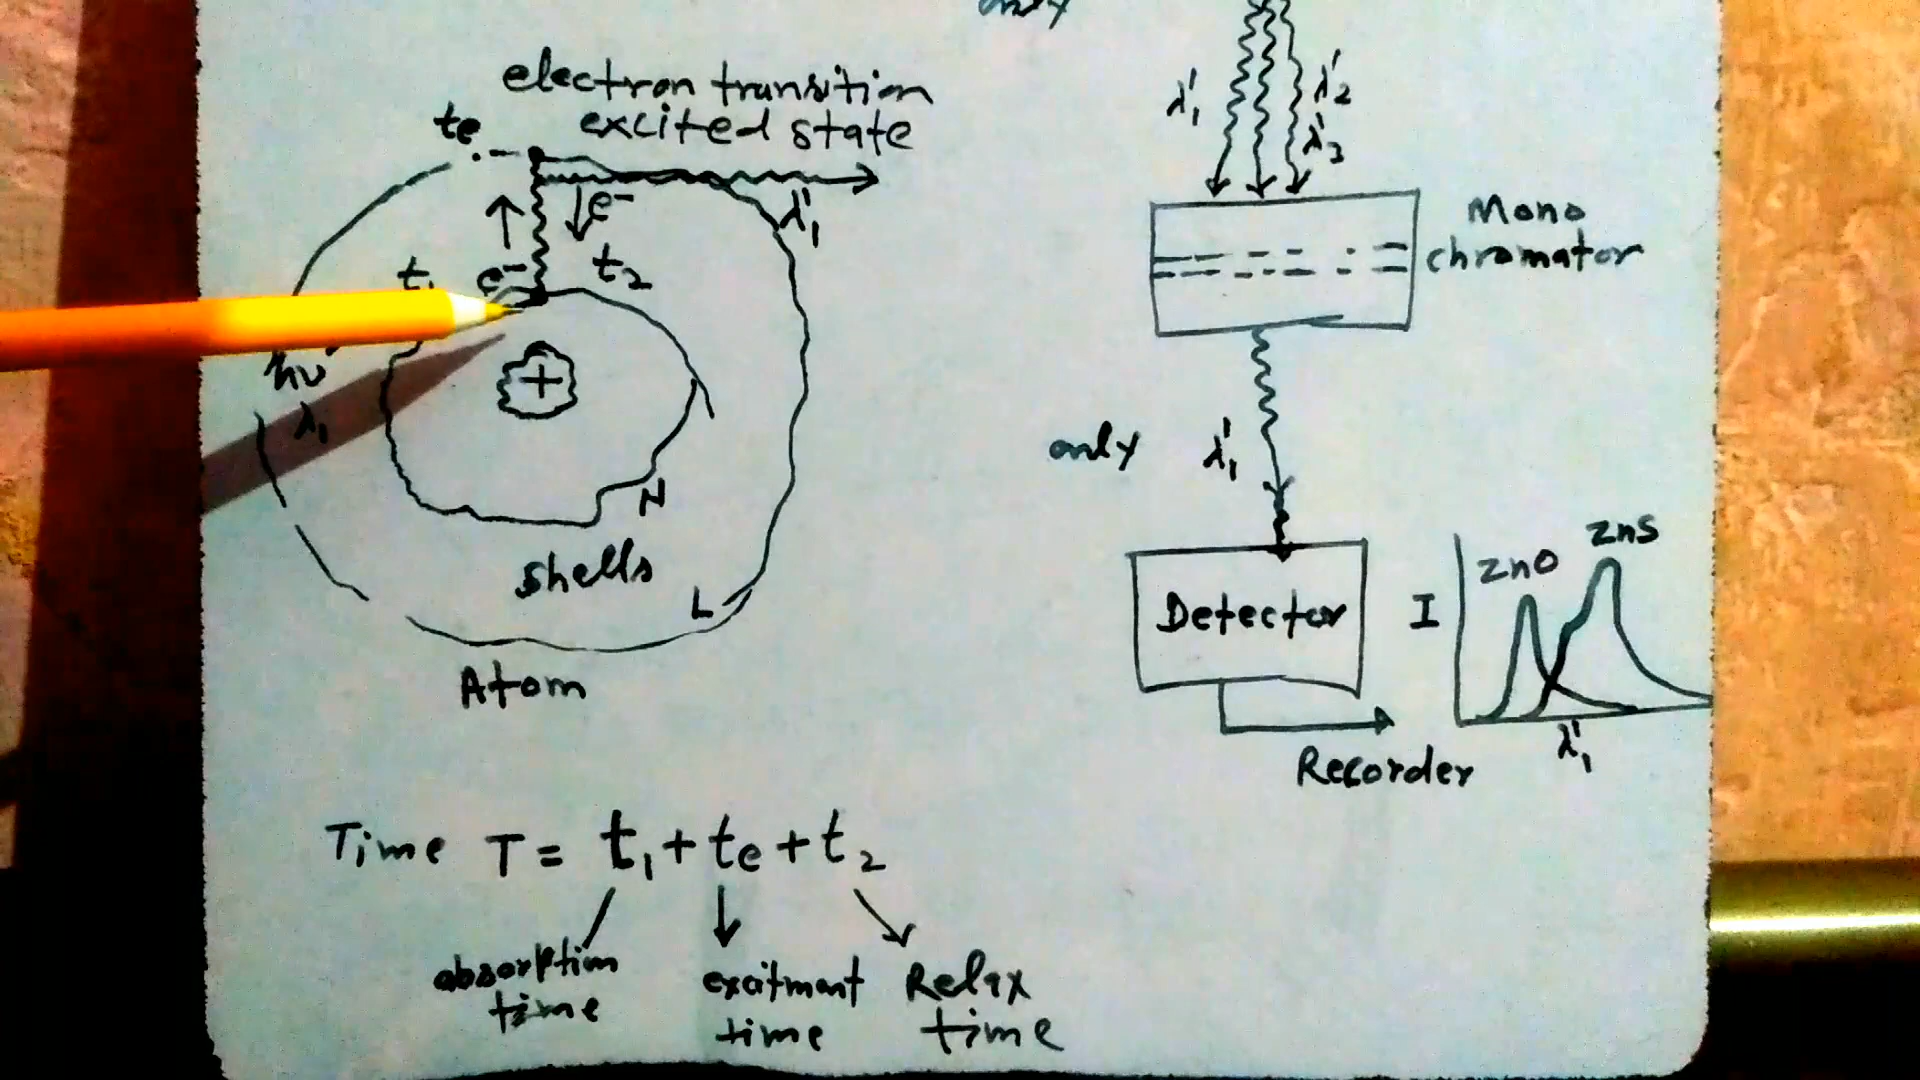 only
electron transition
excited state
te
λ'1
λ'2
λ'3
e-
λ'1
t1
e-
t2
Mono
chromator
hν
λ1
+
only
λ'1
N
shells
L
Atom
Detector
I
ZnO
ZnS
λ'1
Recorder
Time T = t1 + te + t2
absorption
time
excitment
time
Relax
time